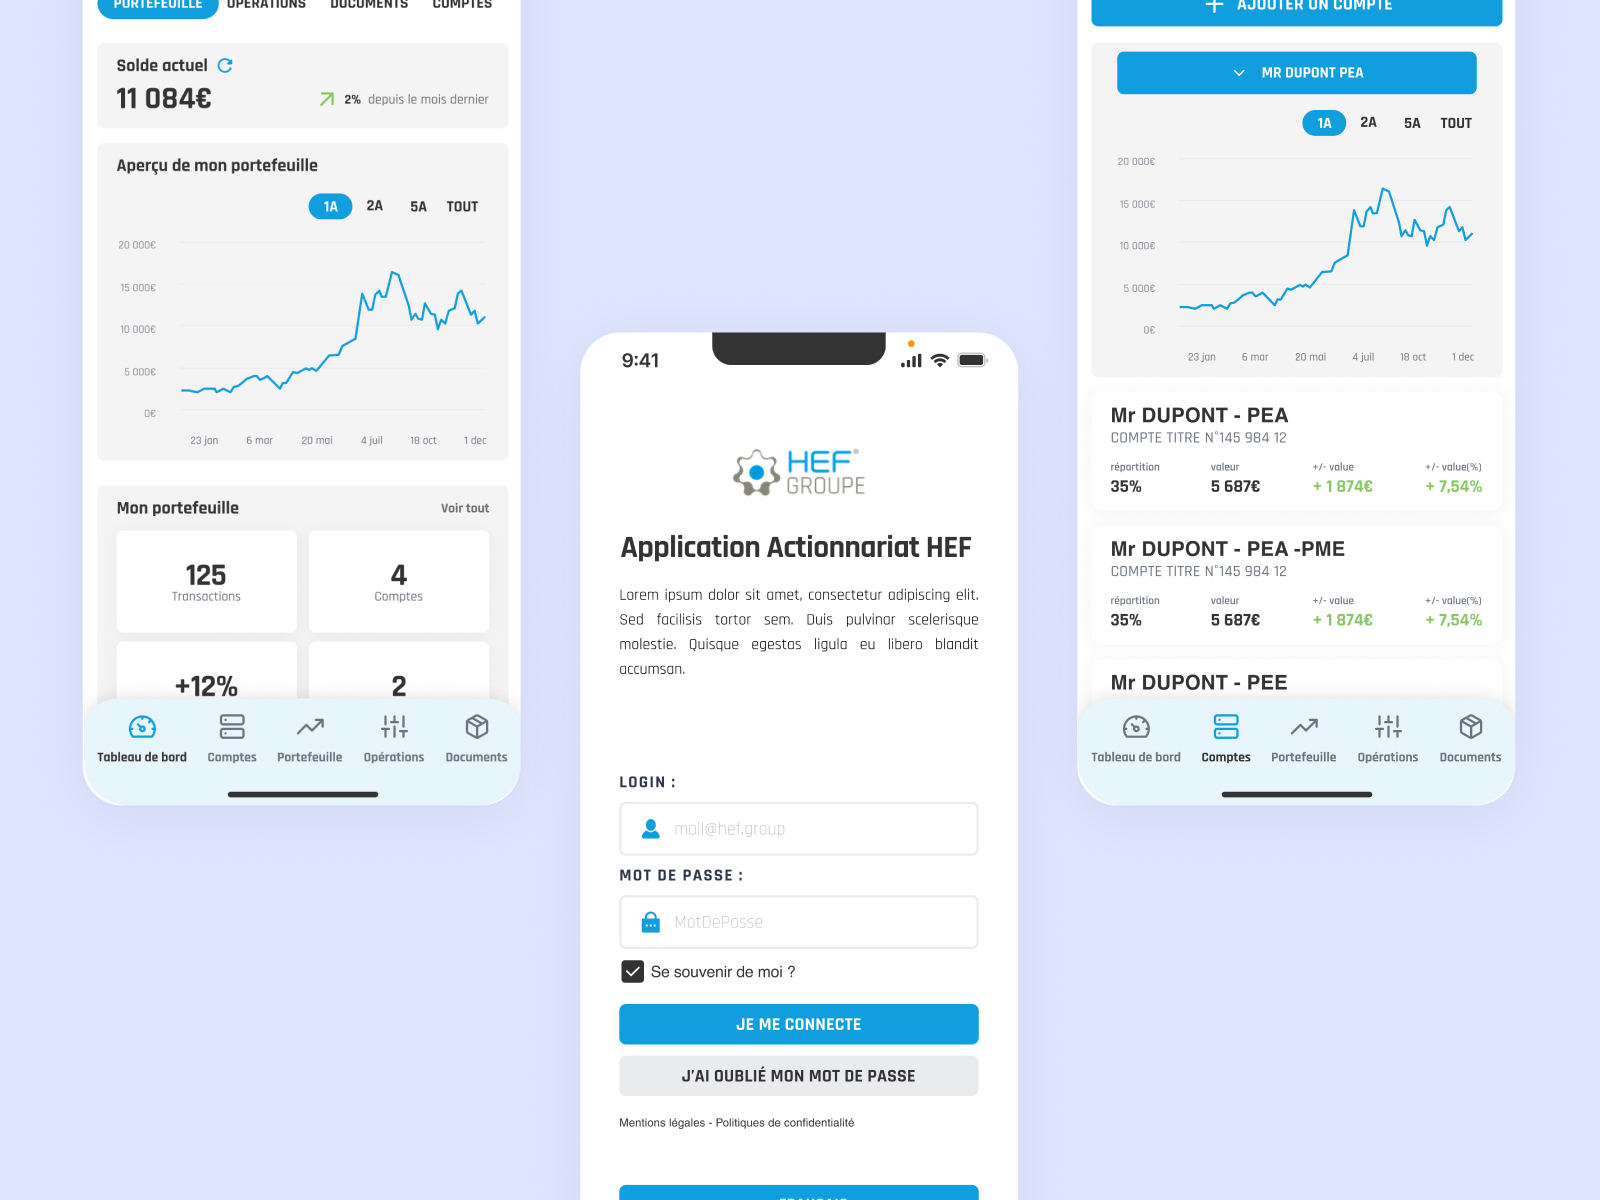 PORTEFEUILLE OPERATIONS DOCUMENTS COMPTES
Solde actuel
11 084€
2% depuis le mois dernier
Aperçu de mon portefeuille
1A 2A 5A TOUT
20 000€
15 000€
10 000€
5 000€
0€
23 jan 6 mar 20 mai 4 juil 18 oct 1 dec
Mon portefeuille Voir tout
125
Transactions
4
Comptes
+12%
2
Tableau de bord Comptes Portefeuille Opérations Documents
9:41
HEF
GROUPE
Application Actionnariat HEF
Lorem ipsum dolor sit amet, consectetur adipiscing elit.
Sed facilisis tortor sem. Duis pulvinar scelerisque
molestie. Quisque egestas ligula eu libero blandit
accumsan.
LOGIN :
mail@hef.group
MOT DE PASSE :
MotDePasse
Se souvenir de moi ?
JE ME CONNECTE
J'AI OUBLIÉ MON MOT DE PASSE
Mentions légales - Politiques de confidentialité
FRANÇAIS
AJOUTER UN COMPTE
MR DUPONT PEA
1A 2A 5A TOUT
20 000€
15 000€
10 000€
5 000€
0€
23 jan 6 mar 20 mai 4 juil 18 oct 1 dec
Mr DUPONT - PEA
COMPTE TITRE N°145 984 12
répartition valeur +/- value +/- value(%)
35% 5 687€ + 1 874€ + 7,54%
Mr DUPONT - PEA -PME
COMPTE TITRE N°145 984 12
répartition valeur +/- value +/- value(%)
35% 5 687€ + 1 874€ + 7,54%
Mr DUPONT - PEE
Tableau de bord Comptes Portefeuille Opérations Documents